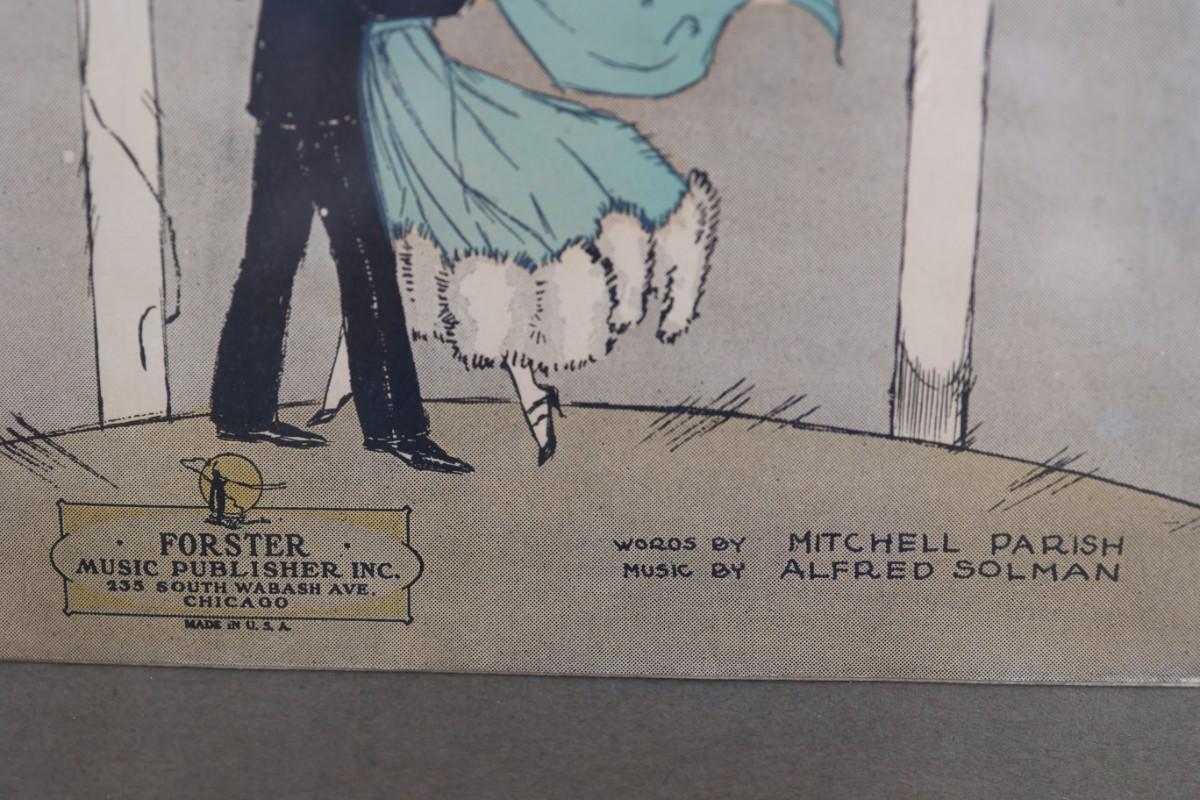 FORSTER
MUSIC PUBLISHER INC.
235 SOUTH WABASH AVE.
CHICAGO
MADE IN U.S.A.
WORDS BY MITCHELL PARISH
MUSIC BY ALFRED SOLMAN